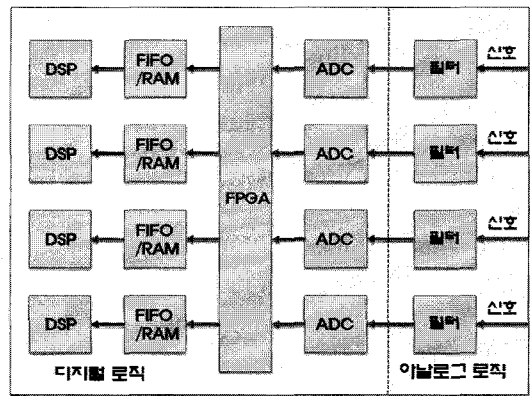 신호
DSP
FIFO
/RAM
ADC
필터
신호
DSP
FIFO
/RAM
ADC
필터
FPGA
신호
DSP
FIFO
/RAM
ADC
필터
신호
DSP
FIFO
/RAM
ADC
필터
디지털 로직
아날로그 로직